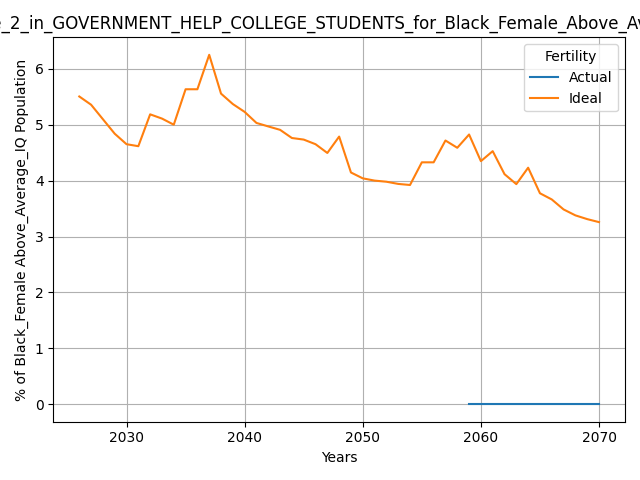 _2_in_GOVERNMENT_HELP_COLLEGE_STUDENTS_for_Black_Female_Above_A
Fertility
Actual
Ideal
% of Black_Female Above_Average_IQ Population
6
5
4
3
2
1
0
2030
2040
2050
2060
2070
Years